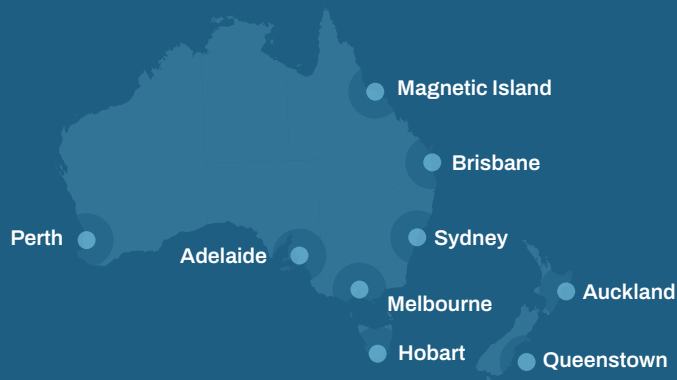 Magnetic Island
Brisbane
Perth
Sydney
Adelaide
Auckland
Melbourne
Hobart
Queenstown